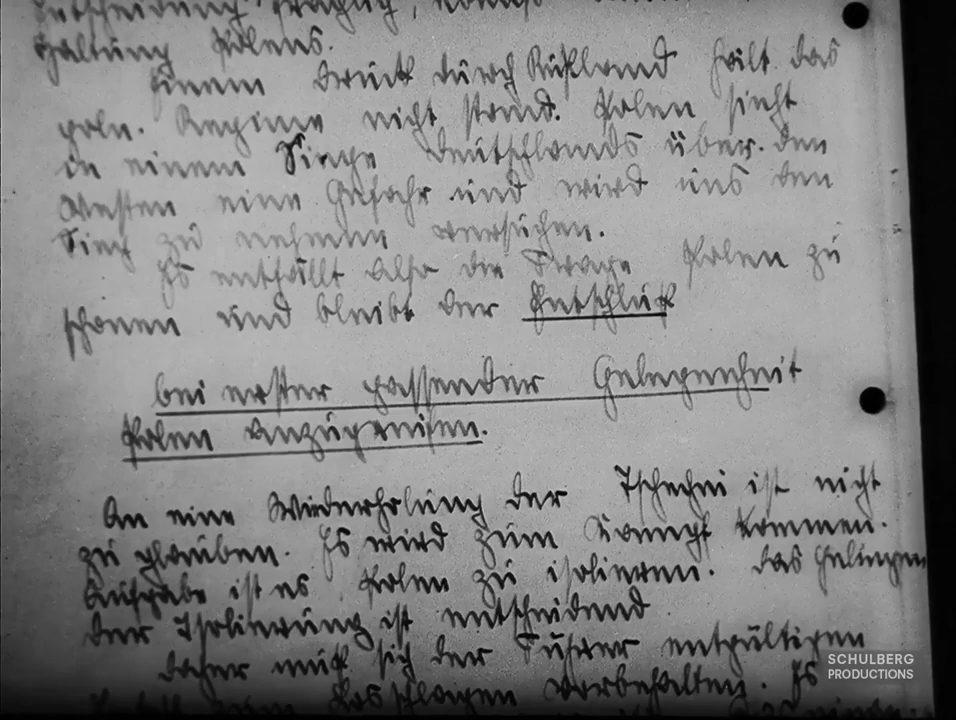 Entscheidung fraglich,
Haltung Polens.
Einem Druck durch Rußland hält das
poln. Regime nicht stand. Polen sieht
in einem Siege Deutschlands über den
Westen eine Gefahr und wird uns den
Sieg zu nehmen versuchen.
Es entfällt also die Frage Polen zu
schonen und bleibt der Entschluß
bei erster passender Gelegenheit
Polen anzugreifen.
An eine Wiederholung der Tschechei ist nicht
zu glauben. Es wird zum Kampf kommen.
Aufgabe ist es Polen zu isolieren. Das Gelingen
der Isolierung ist entscheidend
Daher muß sich der Führer entgültigen
Losschlagen vorbehalten. Es
SCHULBERG
PRODUCTIONS